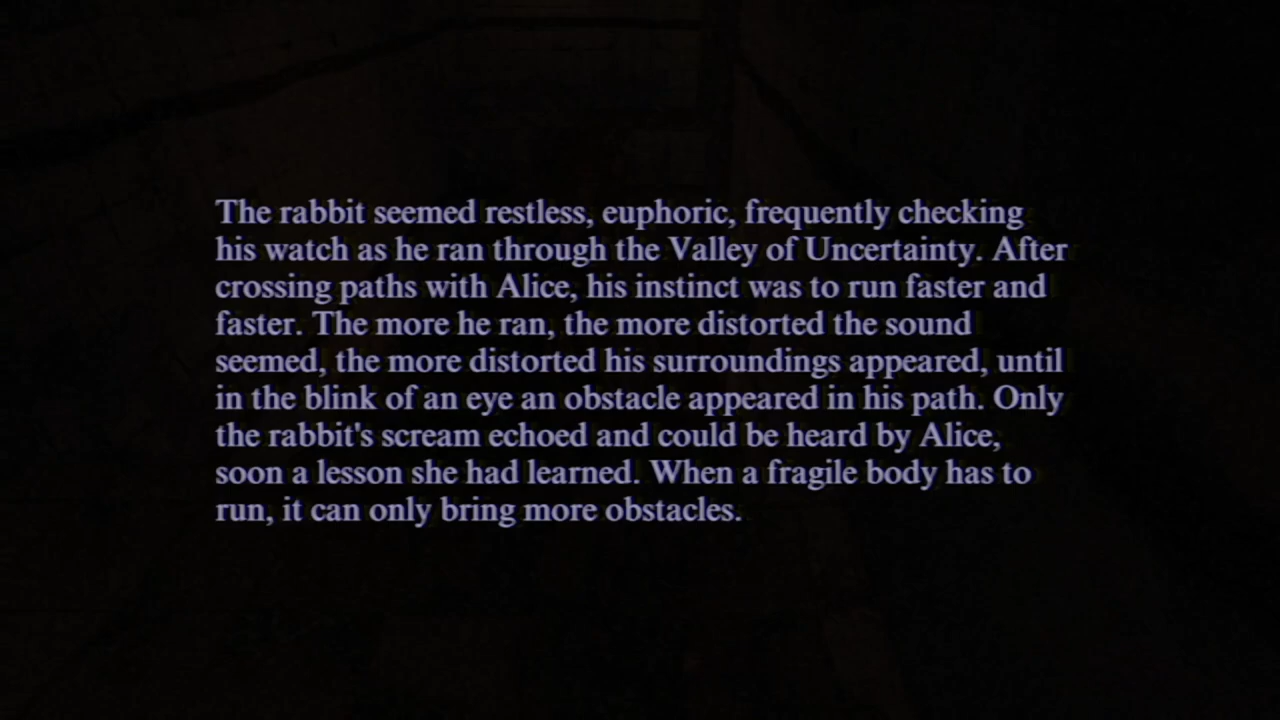 The rabbit seemed restless, euphoric, frequently checking
his watch as he ran through the Valley of Uncertainty. After
crossing paths with Alice, his instinct was to run faster and
faster. The more he ran, the more distorted the sound
seemed, the more distorted his surroundings appeared, until
in the blink of an eye an obstacle appeared in his path. Only
the rabbit's scream echoed and could be heard by Alice,
soon a lesson she had learned. When a fragile body has to
run, it can only bring more obstacles.